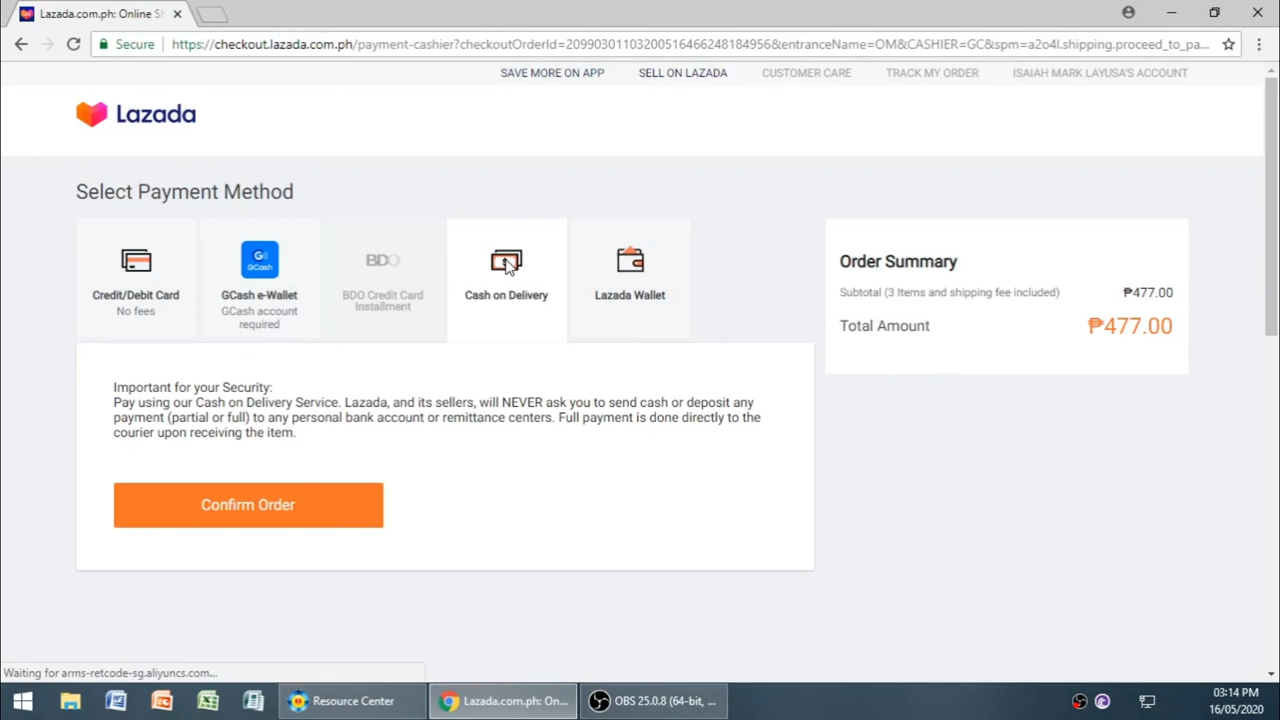 Lazada.com.ph: Online Sh
Secure
https://checkout.lazada.com.ph/payment-cashier?checkoutOrderId=20990301103200516466248184956&entranceName=OM&CASHIER=GC&spm=a2o4l.shipping.proceed_to_pa...
SAVE MORE ON APP
SELL ON LAZADA
CUSTOMER CARE
TRACK MY ORDER
ISAIAH MARK LAYUSA'S ACCOUNT
Lazada
Select Payment Method
Credit/Debit Card
No fees
GCash
GCash e-Wallet
GCash account
required
BDO
BDO Credit Card
Installment
Cash on Delivery
Lazada Wallet
Order Summary
Subtotal (3 Items and shipping fee included) ₱477.00
Total Amount ₱477.00
Important for your Security:
Pay using our Cash on Delivery Service. Lazada, and its sellers, will NEVER ask you to send cash or deposit any
payment (partial or full) to any personal bank account or remittance centers. Full payment is done directly to the
courier upon receiving the item.
Confirm Order
Waiting for arms-retcode-sg.aliyuncs.com...
Resource Center
Lazada.com.ph: On...
OBS 25.0.8 (64-bit, ...
03:14 PM
16/05/2020